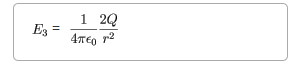 E₃ = 1/(4πϵ₀) 2Q/r²